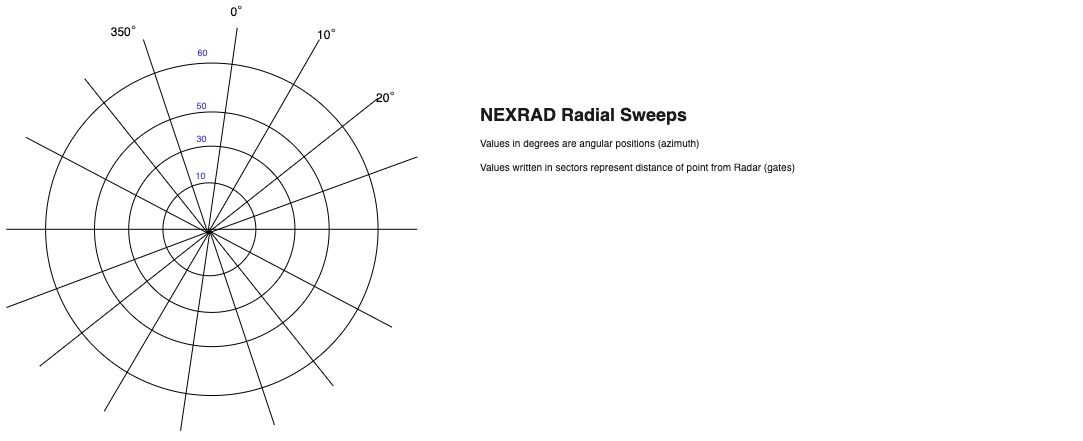 0°
350°
10°
60
20°
50
30
10
NEXRAD Radial Sweeps
Values in degrees are angular positions (azimuth)
Values written in sectors represent distance of point from Radar (gates)